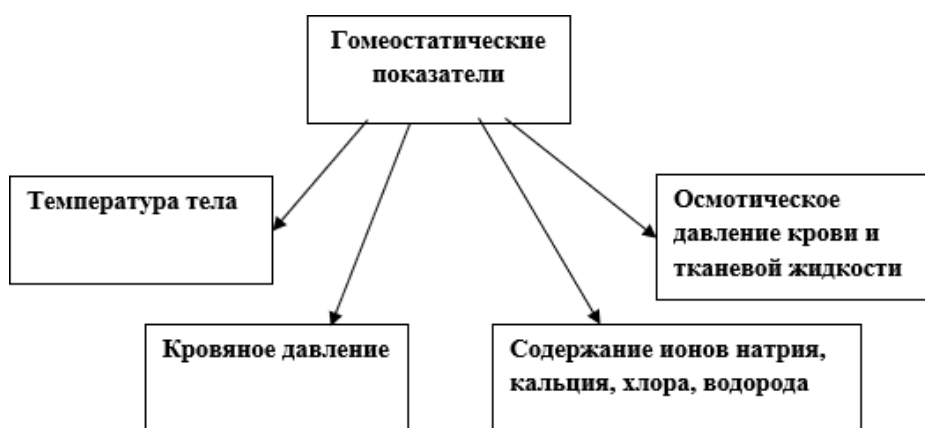 Гомеостатические
показатели
Температура тела
Осмотическое
давление крови и
тканевой жидкости
Кровяное давление
Содержание ионов натрия,
кальция, хлора, водорода